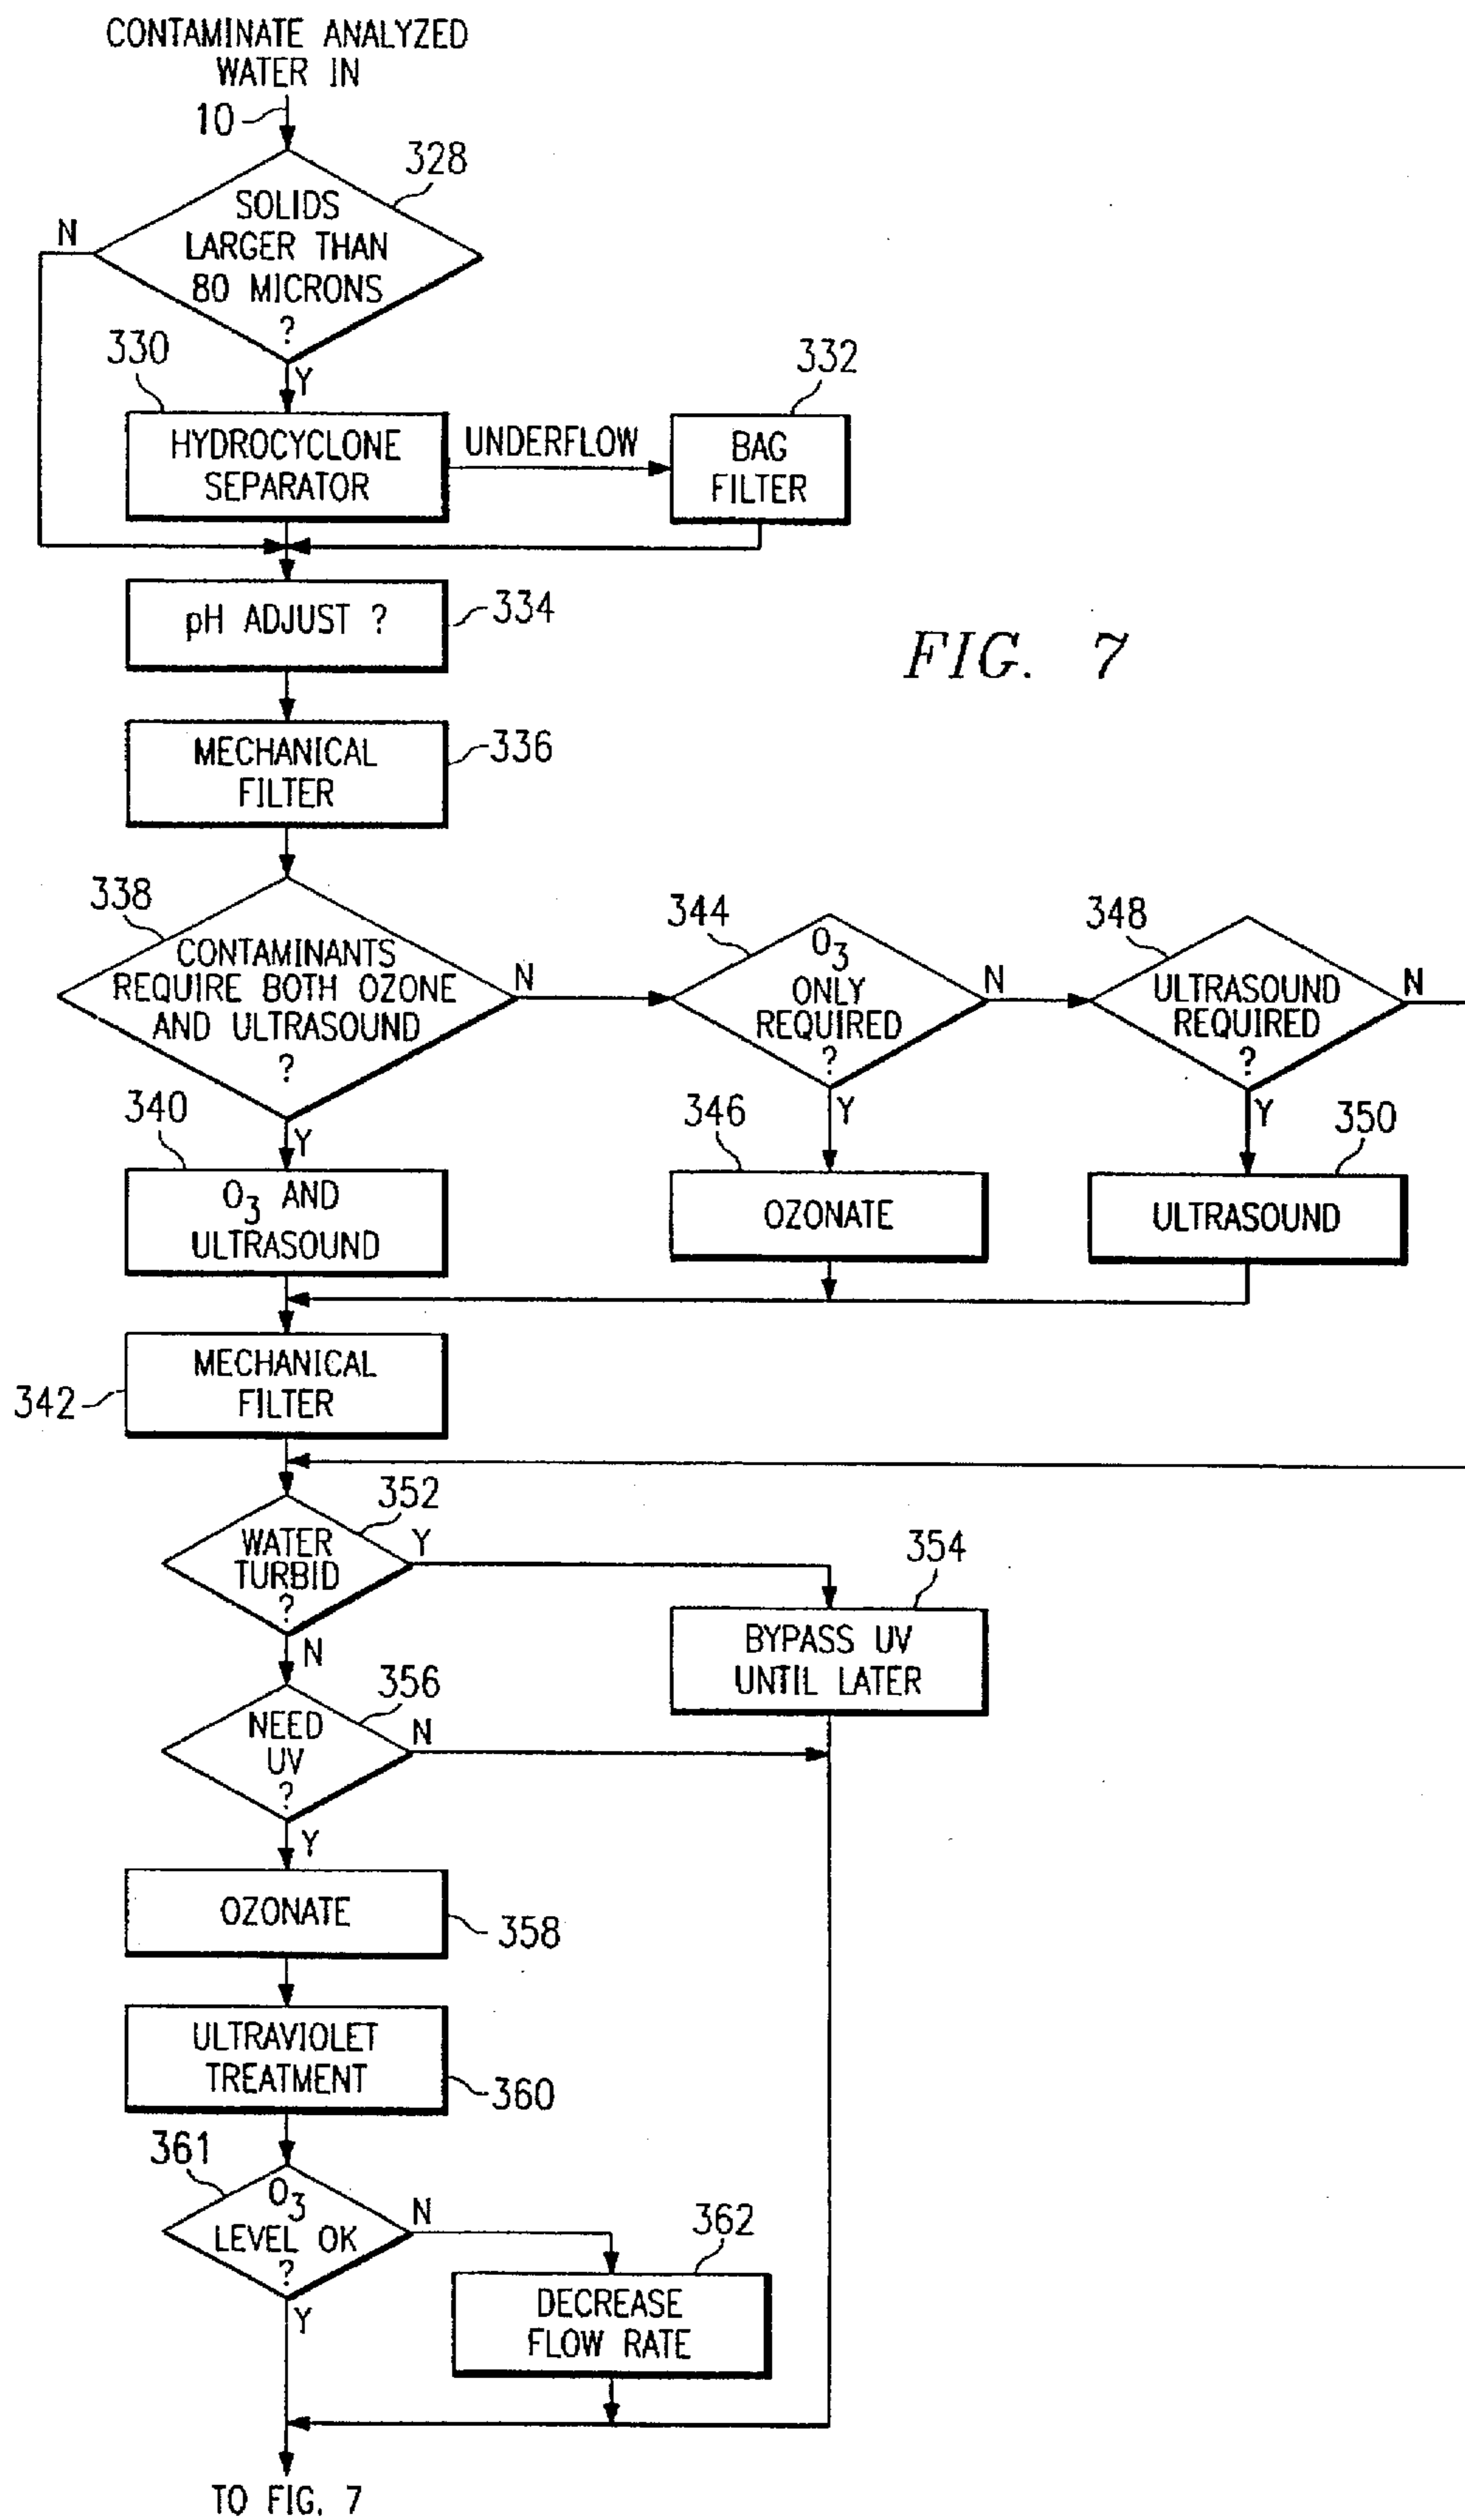 CONTAMINATE ANALYZED
WATER IN
10
328
SOLIDS
LARGER THAN
80 MICRONS
?
N
Y
330
HYDROCYCLONE
SEPARATOR
UNDERFLOW
332
BAG
FILTER
pH ADJUST ?
334
FIG. 7
MECHANICAL
FILTER
336
338
CONTAMINANTS
REQUIRE BOTH OZONE
AND ULTRASOUND
?
N
Y
344
O3
ONLY
REQUIRED
?
N
Y
348
ULTRASOUND
REQUIRED
?
N
Y
340
O3 AND
ULTRASOUND
346
OZONATE
350
ULTRASOUND
342
MECHANICAL
FILTER
352
WATER
TURBID
?
Y
N
354
BYPASS UV
UNTIL LATER
356
NEED
UV
?
N
Y
OZONATE
358
ULTRAVIOLET
TREATMENT
360
361
O3
LEVEL OK
?
N
Y
362
DECREASE
FLOW RATE
TO FIG. 7